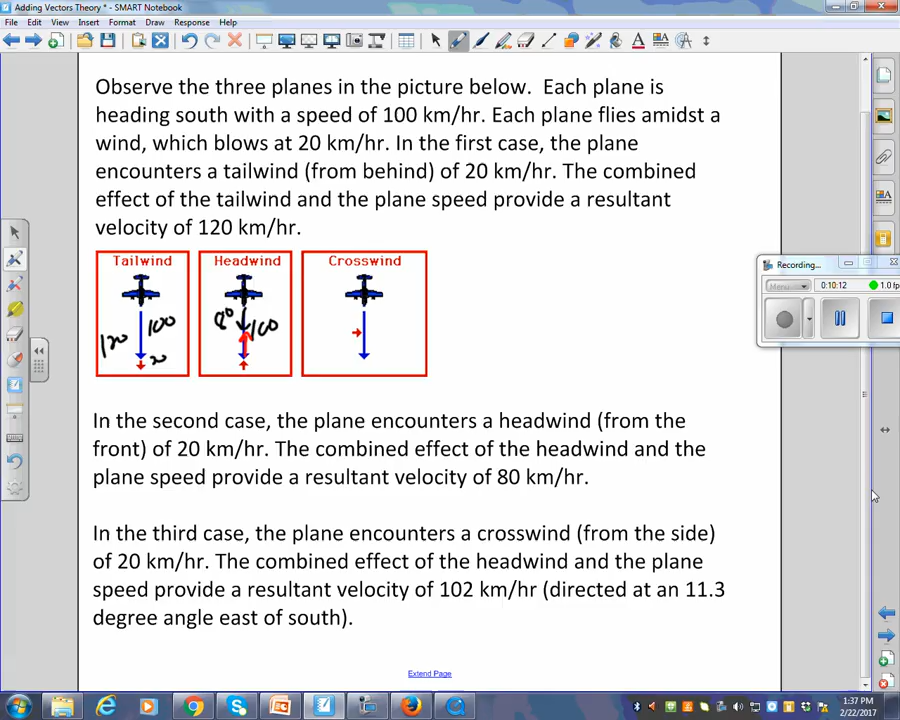 Adding Vectors Theory * - SMART Notebook
File Edit View Insert Format Draw Response Help
Observe the three planes in the picture below. Each plane is
heading south with a speed of 100 km/hr. Each plane flies amidst a
wind, which blows at 20 km/hr. In the first case, the plane
encounters a tailwind (from behind) of 20 km/hr. The combined
effect of the tailwind and the plane speed provide a resultant
velocity of 120 km/hr.
Tailwind Headwind Crosswind
120 100 20
80 100
Recording...
Menu 0:10:12 1.0 fp
In the second case, the plane encounters a headwind (from the
front) of 20 km/hr. The combined effect of the headwind and the
plane speed provide a resultant velocity of 80 km/hr.
In the third case, the plane encounters a crosswind (from the side)
of 20 km/hr. The combined effect of the headwind and the plane
speed provide a resultant velocity of 102 km/hr (directed at an 11.3
degree angle east of south).
Extend Page
1:37 PM
2/22/2017